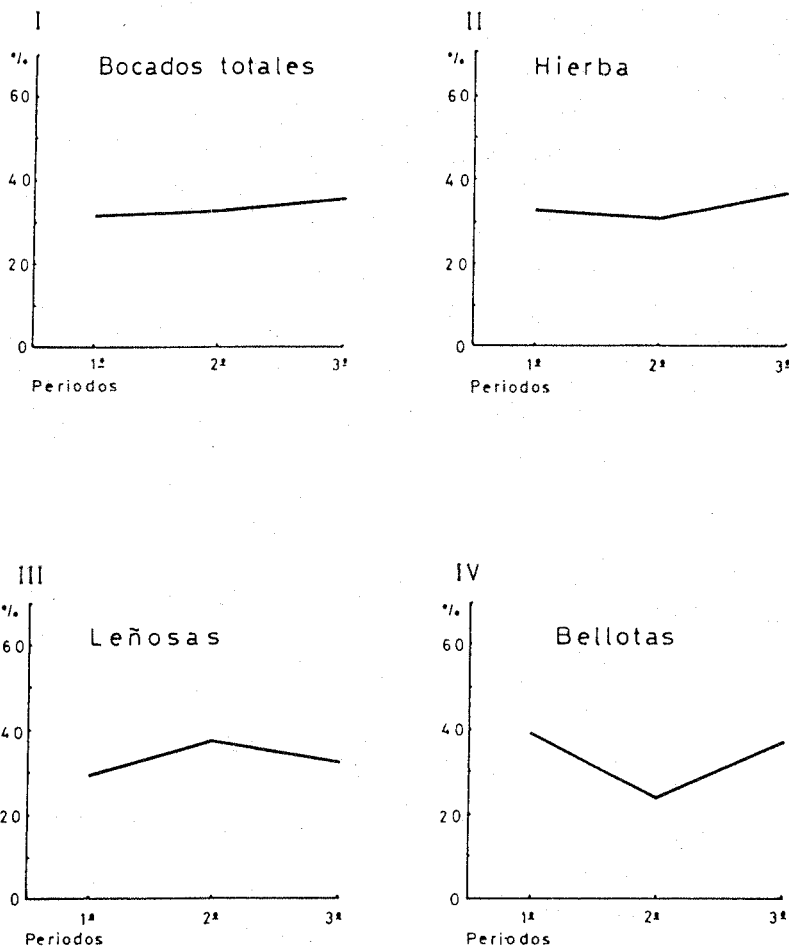 I
Bocados totales
%
60
40
20
0
1º 2º 3º
Periodos
II
Hierba
%
60
40
20
0
1º 2º 3º
Periodos
III
Leñosas
%
60
40
20
0
1º 2º 3º
Periodos
IV
Bellotas
%
60
40
20
0
1º 2º 3º
Periodos